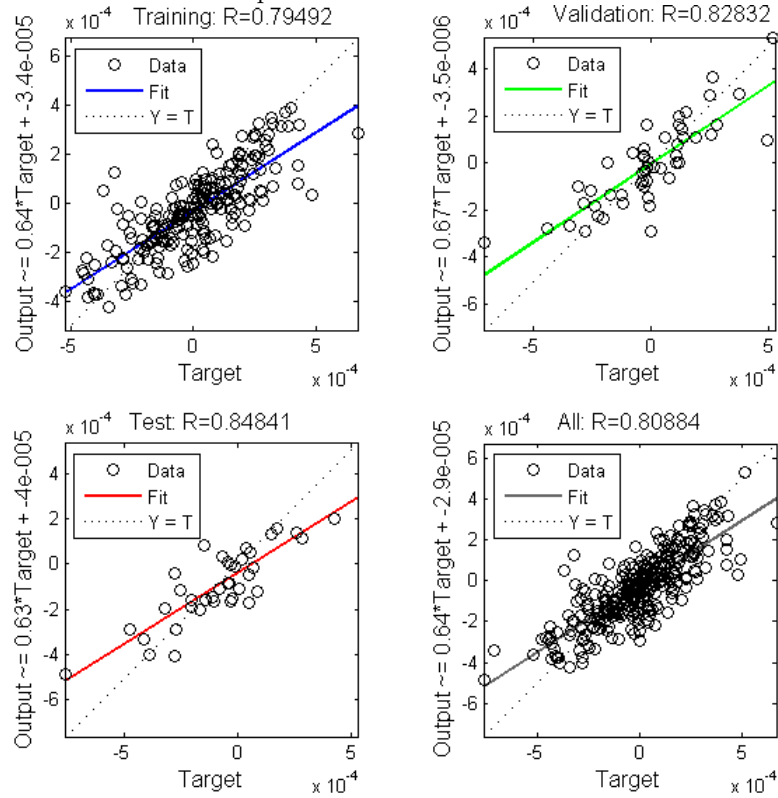 Training: R=0.79492
x 10^-4
Output ~= 0.64*Target + -3.4e-005
6
4
2
0
-2
-4
Data
Fit
Y = T
-5
0
5
Target
x 10^-4
Validation: R=0.82832
x 10^-4
Output ~= 0.67*Target + -3.5e-006
4
2
0
-2
-4
-6
Data
Fit
Y = T
-5
0
5
Target
x 10^-4
Test: R=0.84841
x 10^-4
Output ~= 0.63*Target + -4e-005
4
2
0
-2
-4
-6
Data
Fit
Y = T
-5
0
5
Target
x 10^-4
All: R=0.80884
x 10^-4
Output ~= 0.64*Target + -2.9e-005
6
4
2
0
-2
-4
-6
Data
Fit
Y = T
-5
0
5
Target
x 10^-4